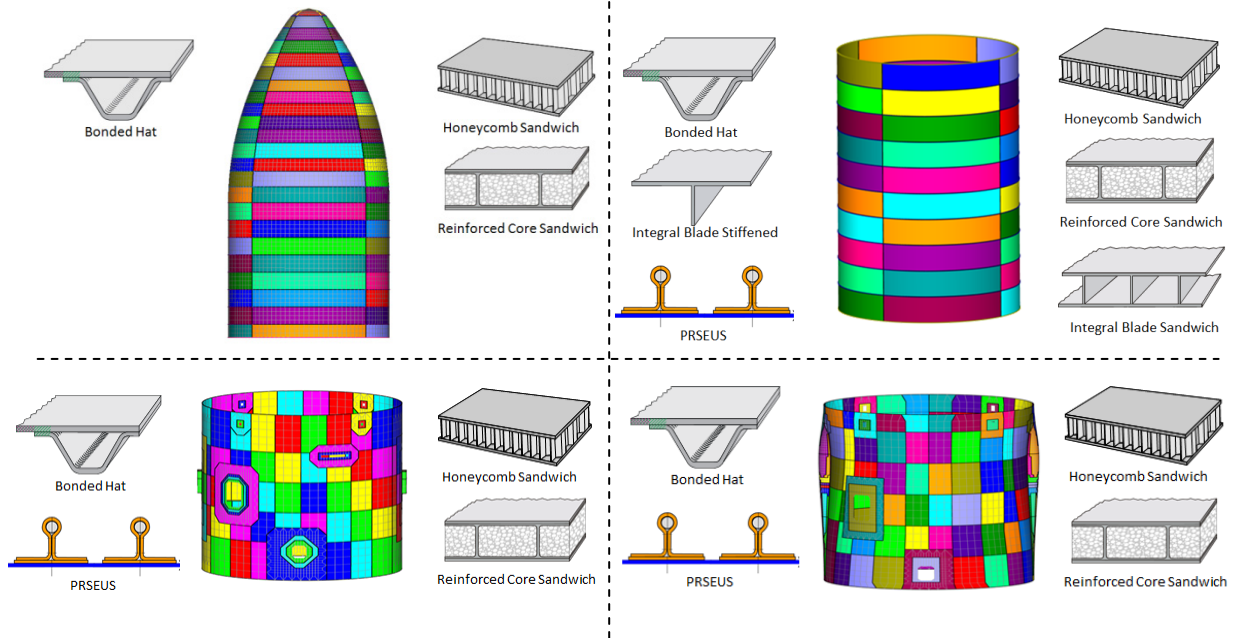 Bonded Hat
Honeycomb Sandwich
Reinforced Core Sandwich
Bonded Hat
Integral Blade Stiffened
PRSEUS
Honeycomb Sandwich
Reinforced Core Sandwich
Integral Blade Sandwich
Bonded Hat
PRSEUS
Honeycomb Sandwich
Reinforced Core Sandwich
Bonded Hat
PRSEUS
Honeycomb Sandwich
Reinforced Core Sandwich